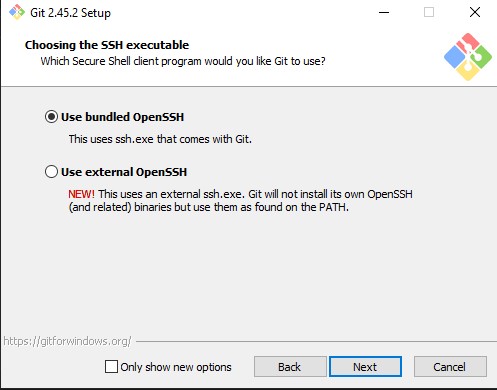 Git 2.45.2 Setup
Choosing the SSH executable
Which Secure Shell client program would you like Git to use?
Use bundled OpenSSH
This uses ssh.exe that comes with Git.
Use external OpenSSH
NEW! This uses an external ssh.exe. Git will not install its own OpenSSH
(and related) binaries but use them as found on the PATH.
https://gitforwindows.org/
Only show new options
Back
Next
Cancel